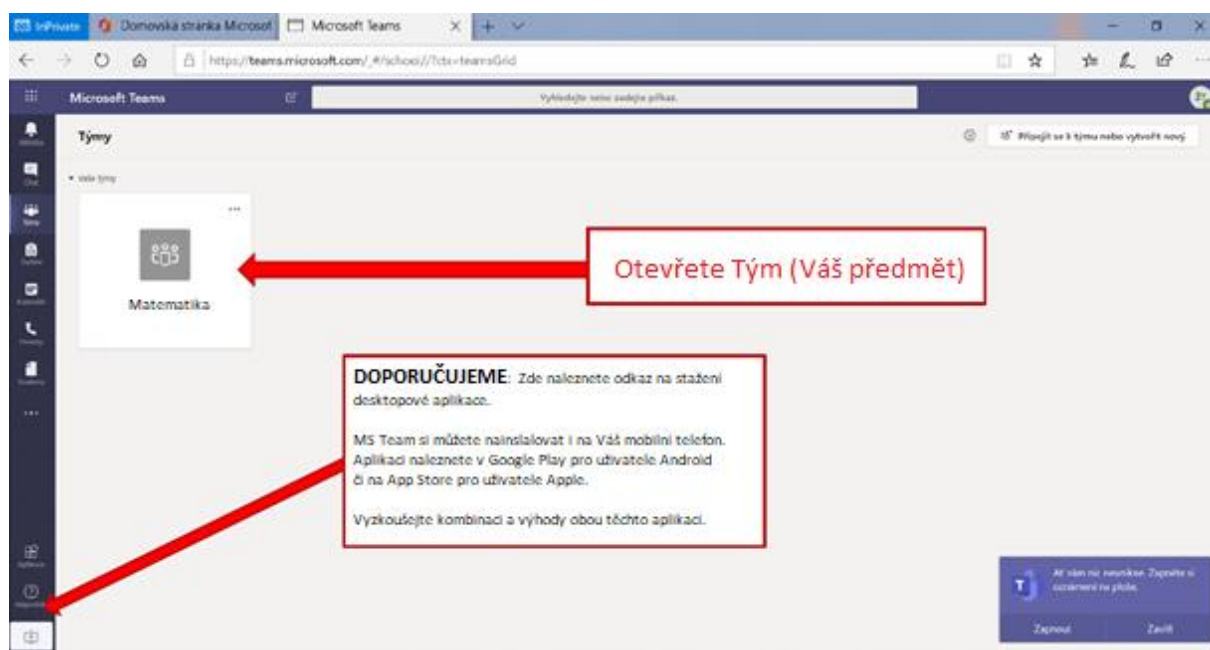 InPrivate
Domovská stránka Microsof
Microsoft Teams
https://teams.microsoft.com/_#/school//?ctx=teamsGrid
Microsoft Teams
Vyhledejte nebo zadejte příkaz.
Týmy
Připojit se k týmu nebo vytvořit nový
Vaše týmy
Chat
Týmy
Matematika
Otevřete Tým (Váš předmět)
DOPORUČUJEME: Zde naleznete odkaz na stažení
desktopové aplikace.
MS Team si můžete nainslalovat i na Váš mobilní telefon.
Aplikaci naleznete v Google Play pro uživatele Android
či na App Store pro uživatele Apple.
Vyzkoušejte kombinaci a výhody obou těchto aplikací.
Ať vám nic neunikne. Zapněte si
oznámení na ploše.
Zapnout
Zavřít